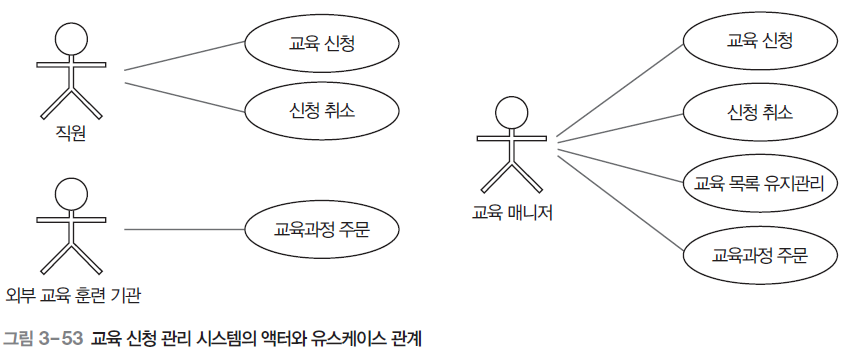 교육 신청
신청 취소
직원
교육과정 주문
외부 교육 훈련 기관
교육 신청
신청 취소
교육 목록 유지관리
교육과정 주문
교육 매니저
그림 3-53 교육 신청 관리 시스템의 액터와 유스케이스 관계